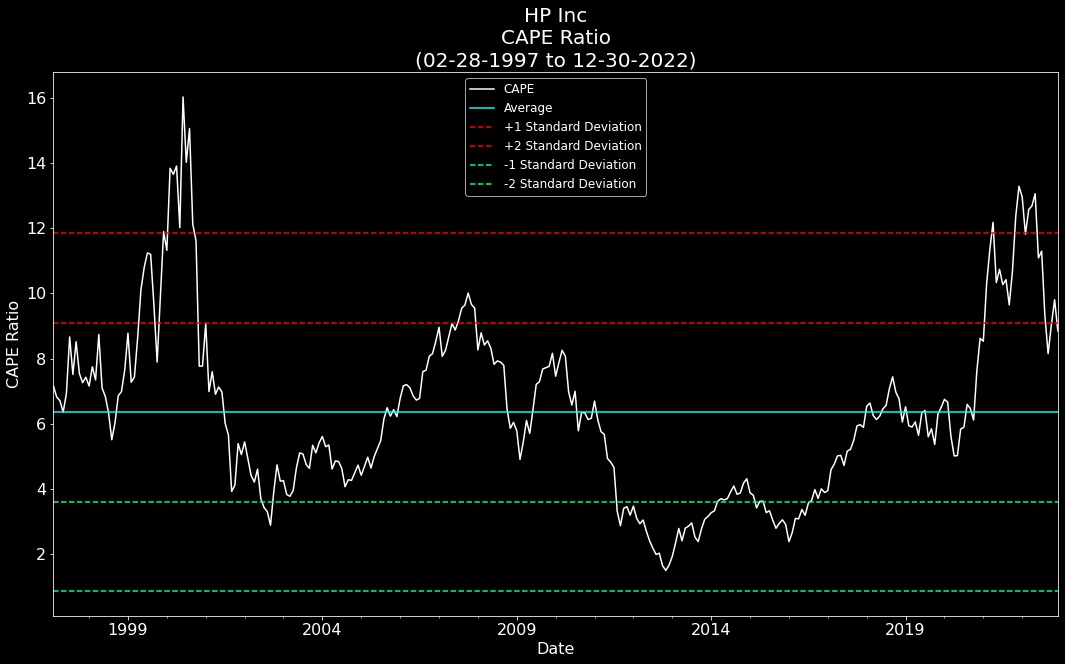 HP Inc
CAPE Ratio
(02-28-1997 to 12-30-2022)
CAPE
Average
+1 Standard Deviation
+2 Standard Deviation
-1 Standard Deviation
-2 Standard Deviation
CAPE Ratio
16
14
12
10
8
6
4
2
1999 2004 2009 2014 2019
Date